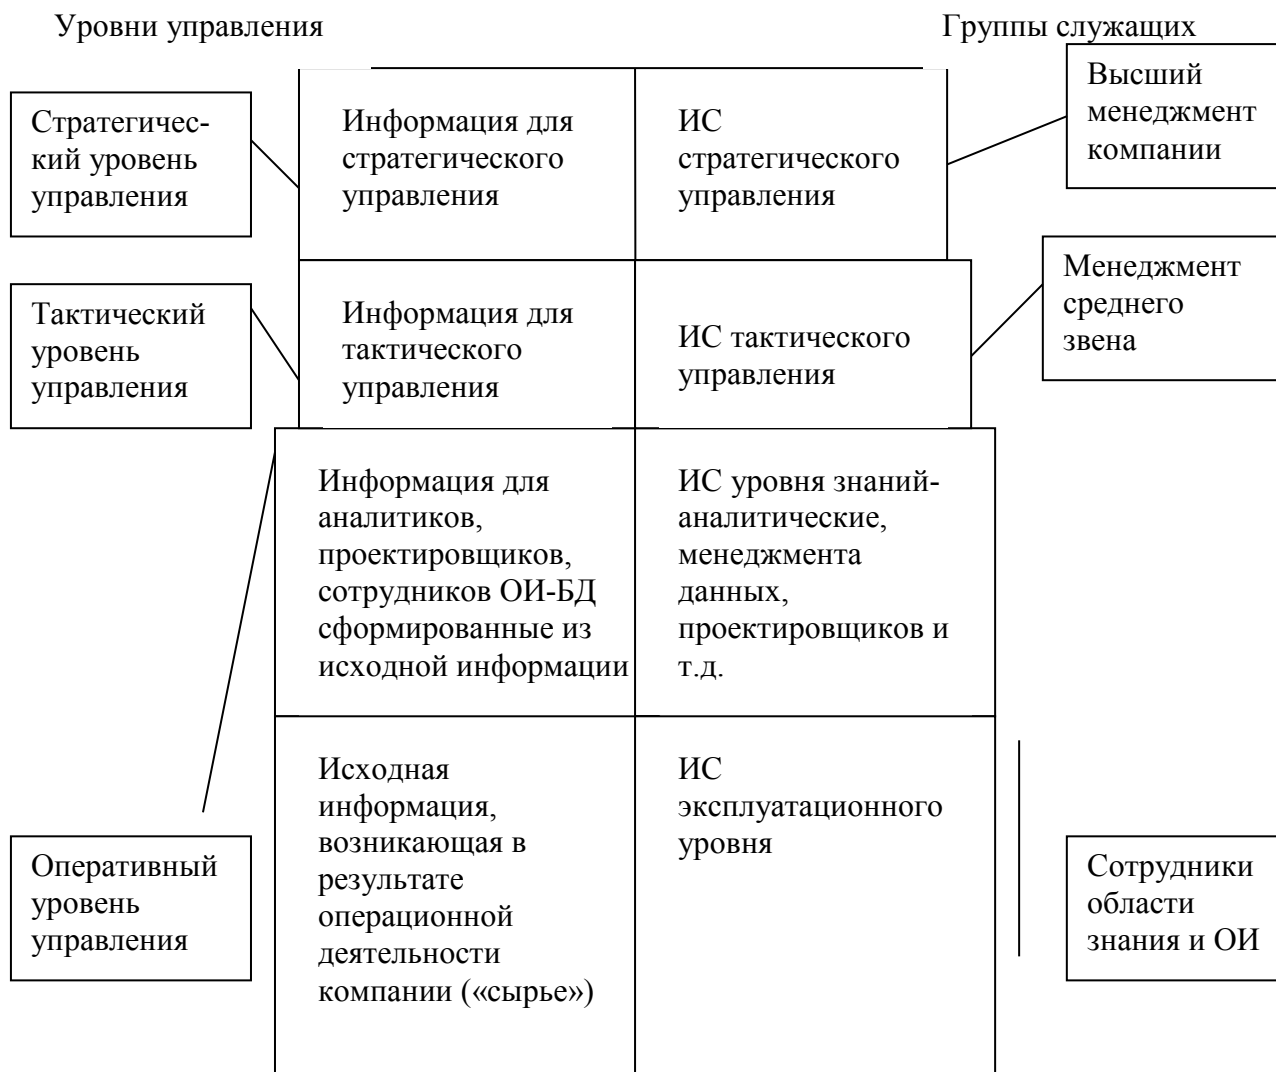 Уровни управления
Группы служащих
Стратегичес-
кий уровень
управления
Информация для
стратегического
управления
ИС
стратегического
управления
Высший
менеджмент
компании
Тактический
уровень
управления
Информация для
тактического
управления
ИС тактического
управления
Менеджмент
среднего
звена
Информация для
аналитиков,
проектировщиков,
сотрудников ОИ-БД
сформированные из
исходной информации
ИС уровня знаний-
аналитические,
менеджмента
данных,
проектировщиков и
т.д.
Оперативный
уровень
управления
Исходная
информация,
возникающая в
результате
операционной
деятельности
компании («сырье»)
ИС
эксплуатационного
уровня
Сотрудники
области
знания и ОИ